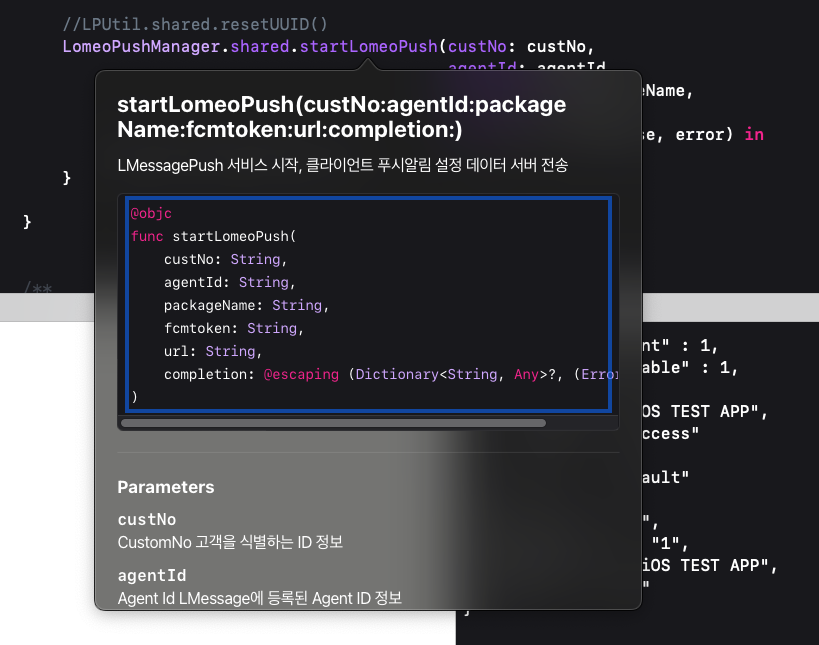 //LPUtil.shared.resetUUID()
LomeoPushManager.shared.startLomeoPush(custNo: custNo,
agentId: agentId
eName,
startLomeoPush(custNo:agentId:package
Name:fcmtoken:url:completion:)
se, error) in
LMessagePush 서비스 시작, 클라이언트 푸시알림 설정 데이터 서버 전송
}
@objc
}
func startLomeoPush(
custNo: String,
agentId: String,
/**
packageName: String,
fcmtoken: String,
url: String,
nt" : 1,
able" : 1,
completion: @escaping (Dictionary<String, Any>?, (Error
)
OS TEST APP",
ccess"
ault"
Parameters
custNo
",
CustomNo 고객을 식별하는 ID 정보
"1",
iOS TEST APP",
agentId
"
Agent Id LMessage에 등록된 Agent ID 정보
}